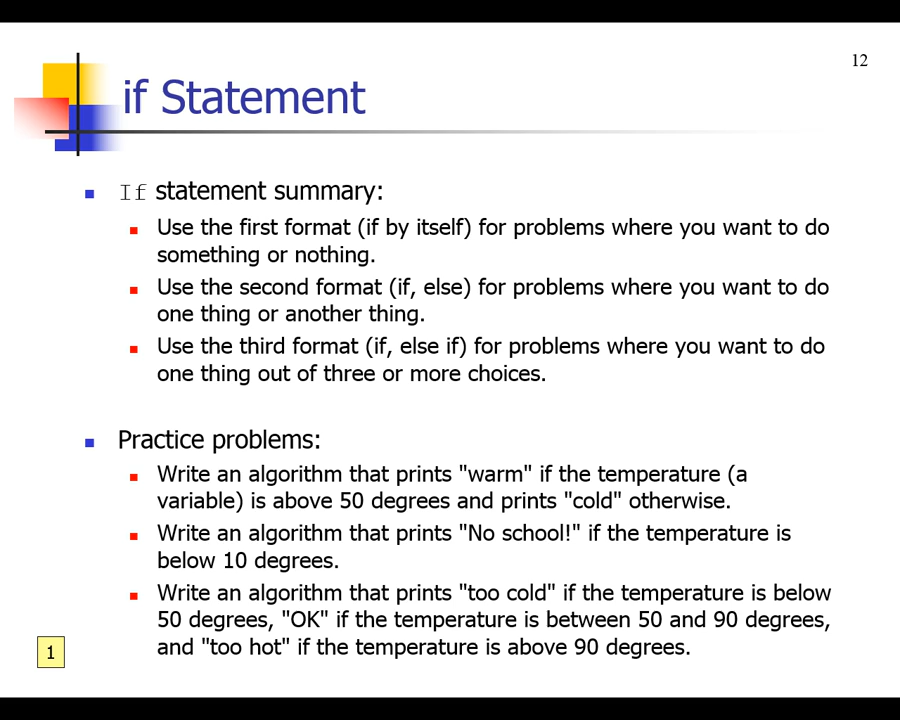 12
if Statement
If statement summary:
Use the first format (if by itself) for problems where you want to do
something or nothing.
Use the second format (if, else) for problems where you want to do
one thing or another thing.
Use the third format (if, else if) for problems where you want to do
one thing out of three or more choices.
Practice problems:
Write an algorithm that prints "warm" if the temperature (a
variable) is above 50 degrees and prints "cold" otherwise.
Write an algorithm that prints "No school!" if the temperature is
below 10 degrees.
Write an algorithm that prints "too cold" if the temperature is below
50 degrees, "OK" if the temperature is between 50 and 90 degrees,
and "too hot" if the temperature is above 90 degrees.
1